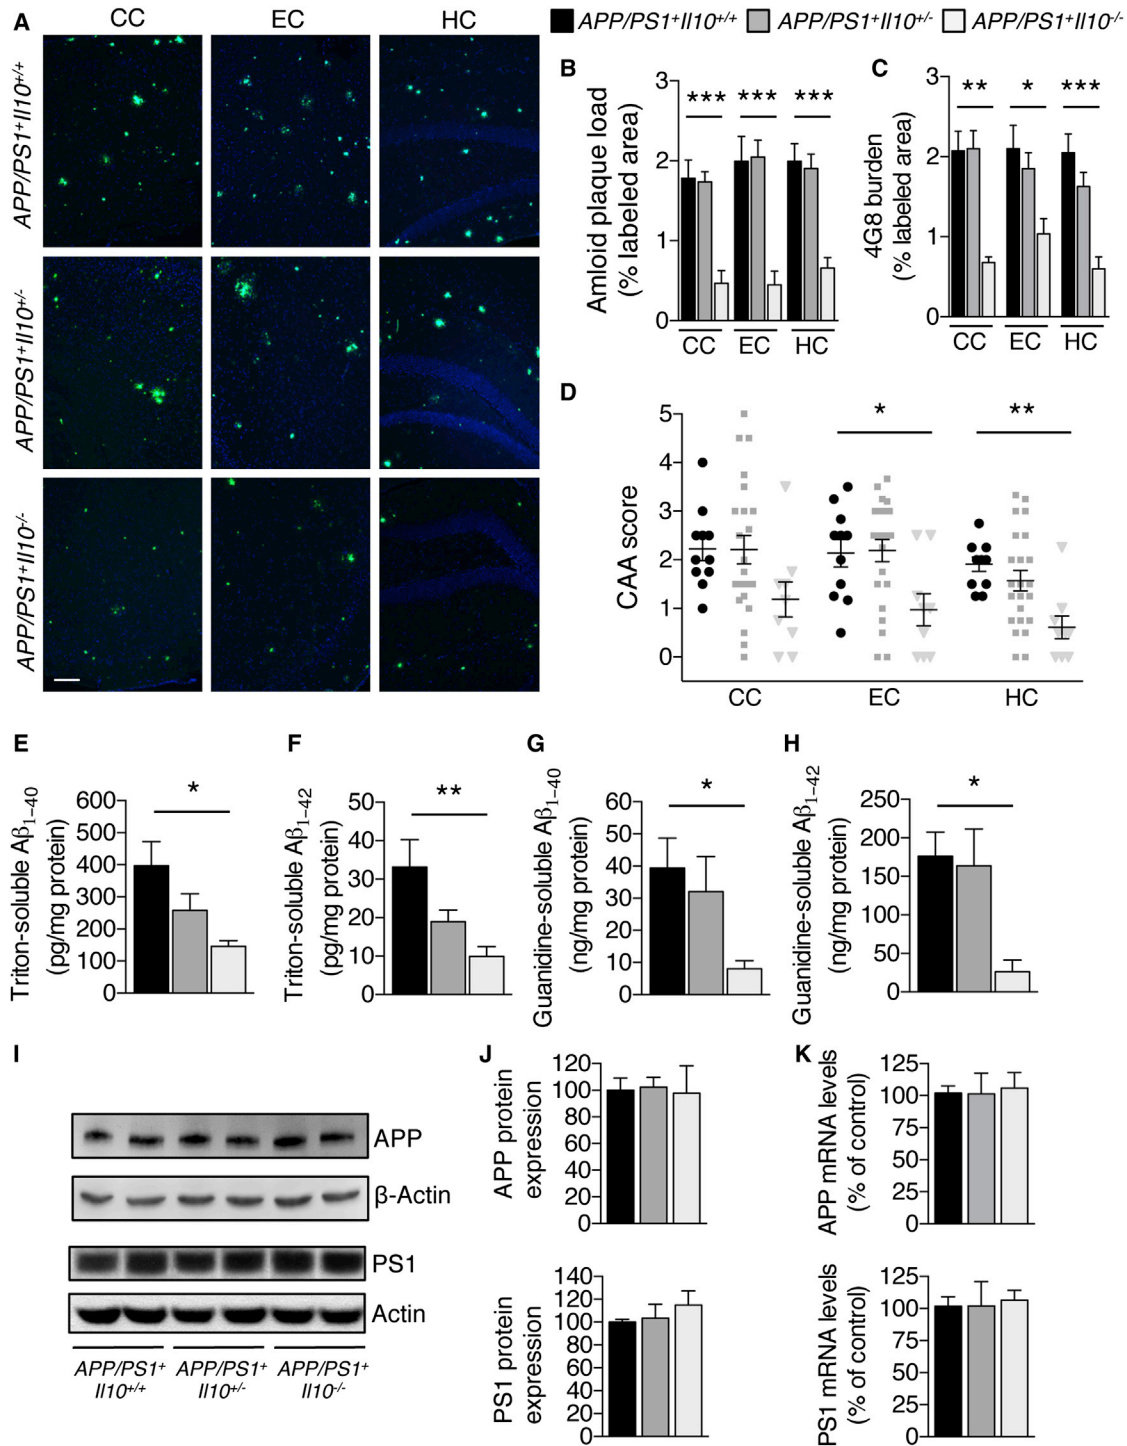 A
CC
EC
HC
APP/PS1⁺Il10⁺/⁺
APP/PS1⁺Il10⁺/⁻
APP/PS1⁺Il10⁻/⁻
APP/PS1⁺Il10⁺/⁺
APP/PS1⁺Il10⁺/⁻
APP/PS1⁺Il10⁻/⁻
B
Amloid plaque load
(% labeled area)
3
2
1
0
***
***
***
CC
EC
HC
C
4G8 burden
(% labeled area)
3
2
1
0
**
*
***
CC
EC
HC
D
CAA score
5
4
3
2
1
0
*
**
CC
EC
HC
E
Triton-soluble Aβ₁₋₄₀
(pg/mg protein)
600
500
400
300
200
100
0
*
F
Triton-soluble Aβ₁₋₄₂
(pg/mg protein)
50
40
30
20
10
0
**
G
Guanidine-soluble Aβ₁₋₄₀
(ng/mg protein)
60
50
40
30
20
10
0
*
H
Guanidine-soluble Aβ₁₋₄₂
(ng/mg protein)
250
200
150
100
50
0
*
I
APP
β-Actin
PS1
Actin
APP/PS1⁺
Il10⁺/⁺
APP/PS1⁺
Il10⁺/⁻
APP/PS1⁺
Il10⁻/⁻
J
APP protein
expression
120
100
80
60
40
20
0
PS1 protein
expression
140
120
100
80
60
40
20
0
K
APP mRNA levels
(% of control)
125
100
75
50
25
0
PS1 mRNA levels
(% of control)
125
100
75
50
25
0